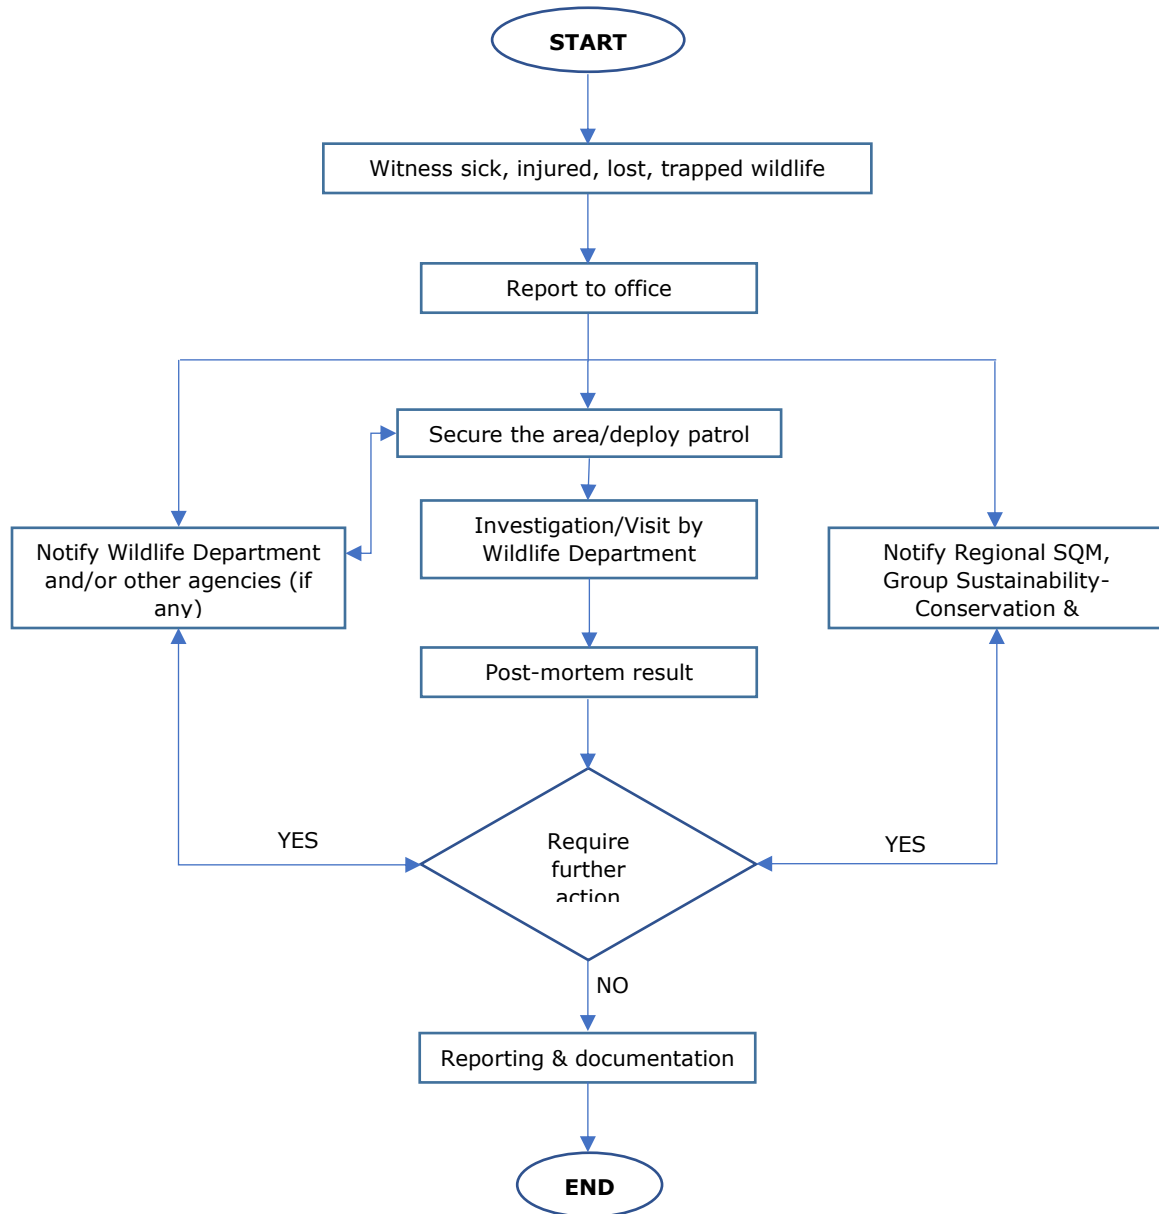 START
Witness sick, injured, lost, trapped wildlife
Report to office
Secure the area/deploy patrol
Notify Wildlife Department
and/or other agencies (if
any)
Investigation/Visit by
Wildlife Department
Notify Regional SQM,
Group Sustainability-
Conservation &
Post-mortem result
YES
Require
further
action
YES
NO
Reporting & documentation
END